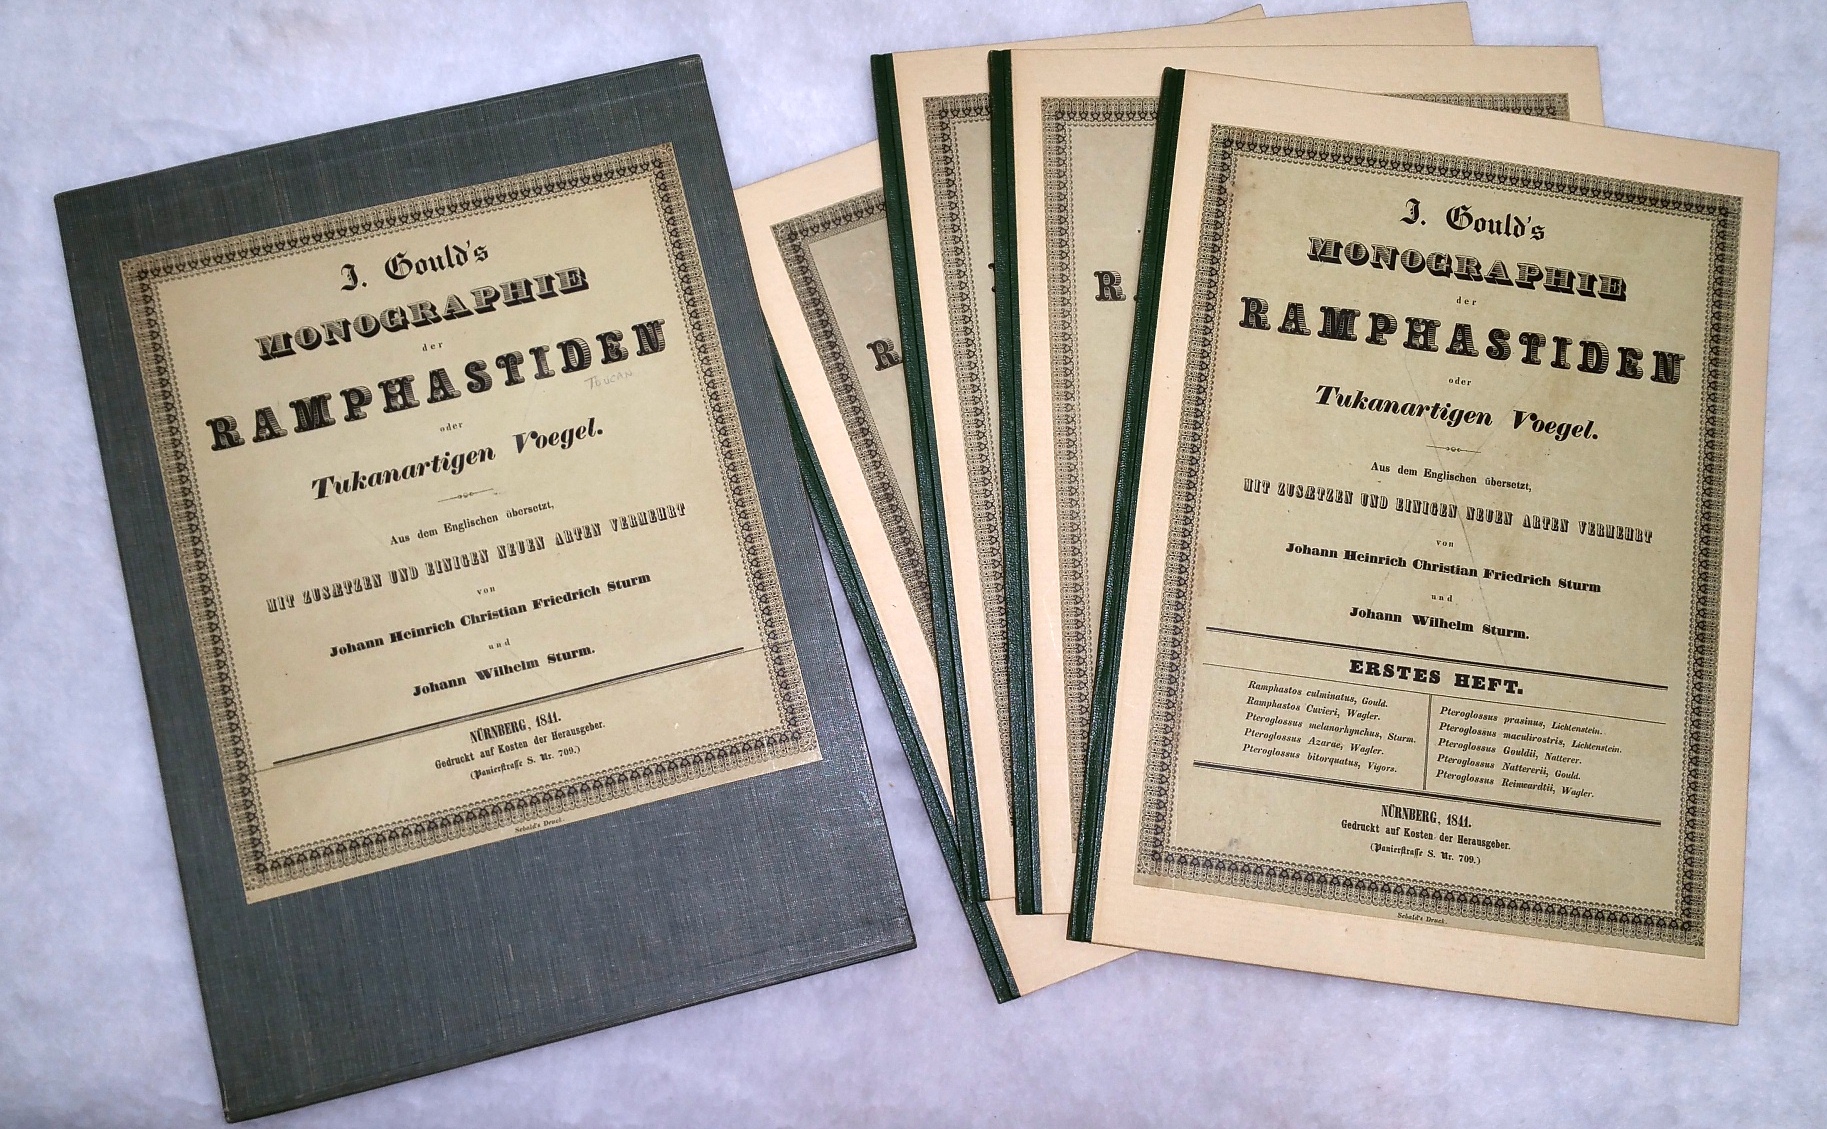 J. Gould's
MONOGRAPHIE
der
RAMPHASTIDEN
TOUCAN
oder
Tukanartigen Voegel.
Aus dem Englischen übersetzt,
MIT ZUSÆTZEN UND EINIGEN NEUEN ARTEN VERMEHRT
von
Johann Heinrich Christian Friedrich Sturm
und
Johann Wilhelm Sturm.
NÜRNBERG, 1841.
Gedruckt auf Kosten der Herausgeber.
(Panierstraße S. Nr. 709.)
Sebald's Druck.
R
R
J. Gould's
MONOGRAPHIE
der
RAMPHASTIDEN
oder
Tukanartigen Voegel.
Aus dem Englischen übersetzt,
MIT ZUSÆTZEN UND EINIGEN NEUEN ARTEN VERMEHRT
von
Johann Heinrich Christian Friedrich Sturm
und
Johann Wilhelm Sturm.
ERSTES HEFT.
Ramphastos culminatus, Gould.
Ramphastos Cuvieri, Wagler.
Pteroglossus melanorhynchus, Sturm.
Pteroglossus Azarae, Wagler.
Pteroglossus bitorquatus, Vigors.
Pteroglossus prasinus, Lichtenstein.
Pteroglossus maculirostris, Lichtenstein.
Pteroglossus Gouldii, Natterer.
Pteroglossus Nattererii, Gould.
Pteroglossus Reinwardtii, Wagler.
NÜRNBERG, 1841.
Gedruckt auf Kosten der Herausgeber.
(Panierstraße S. Nr. 709.)
Sebald's Druck.